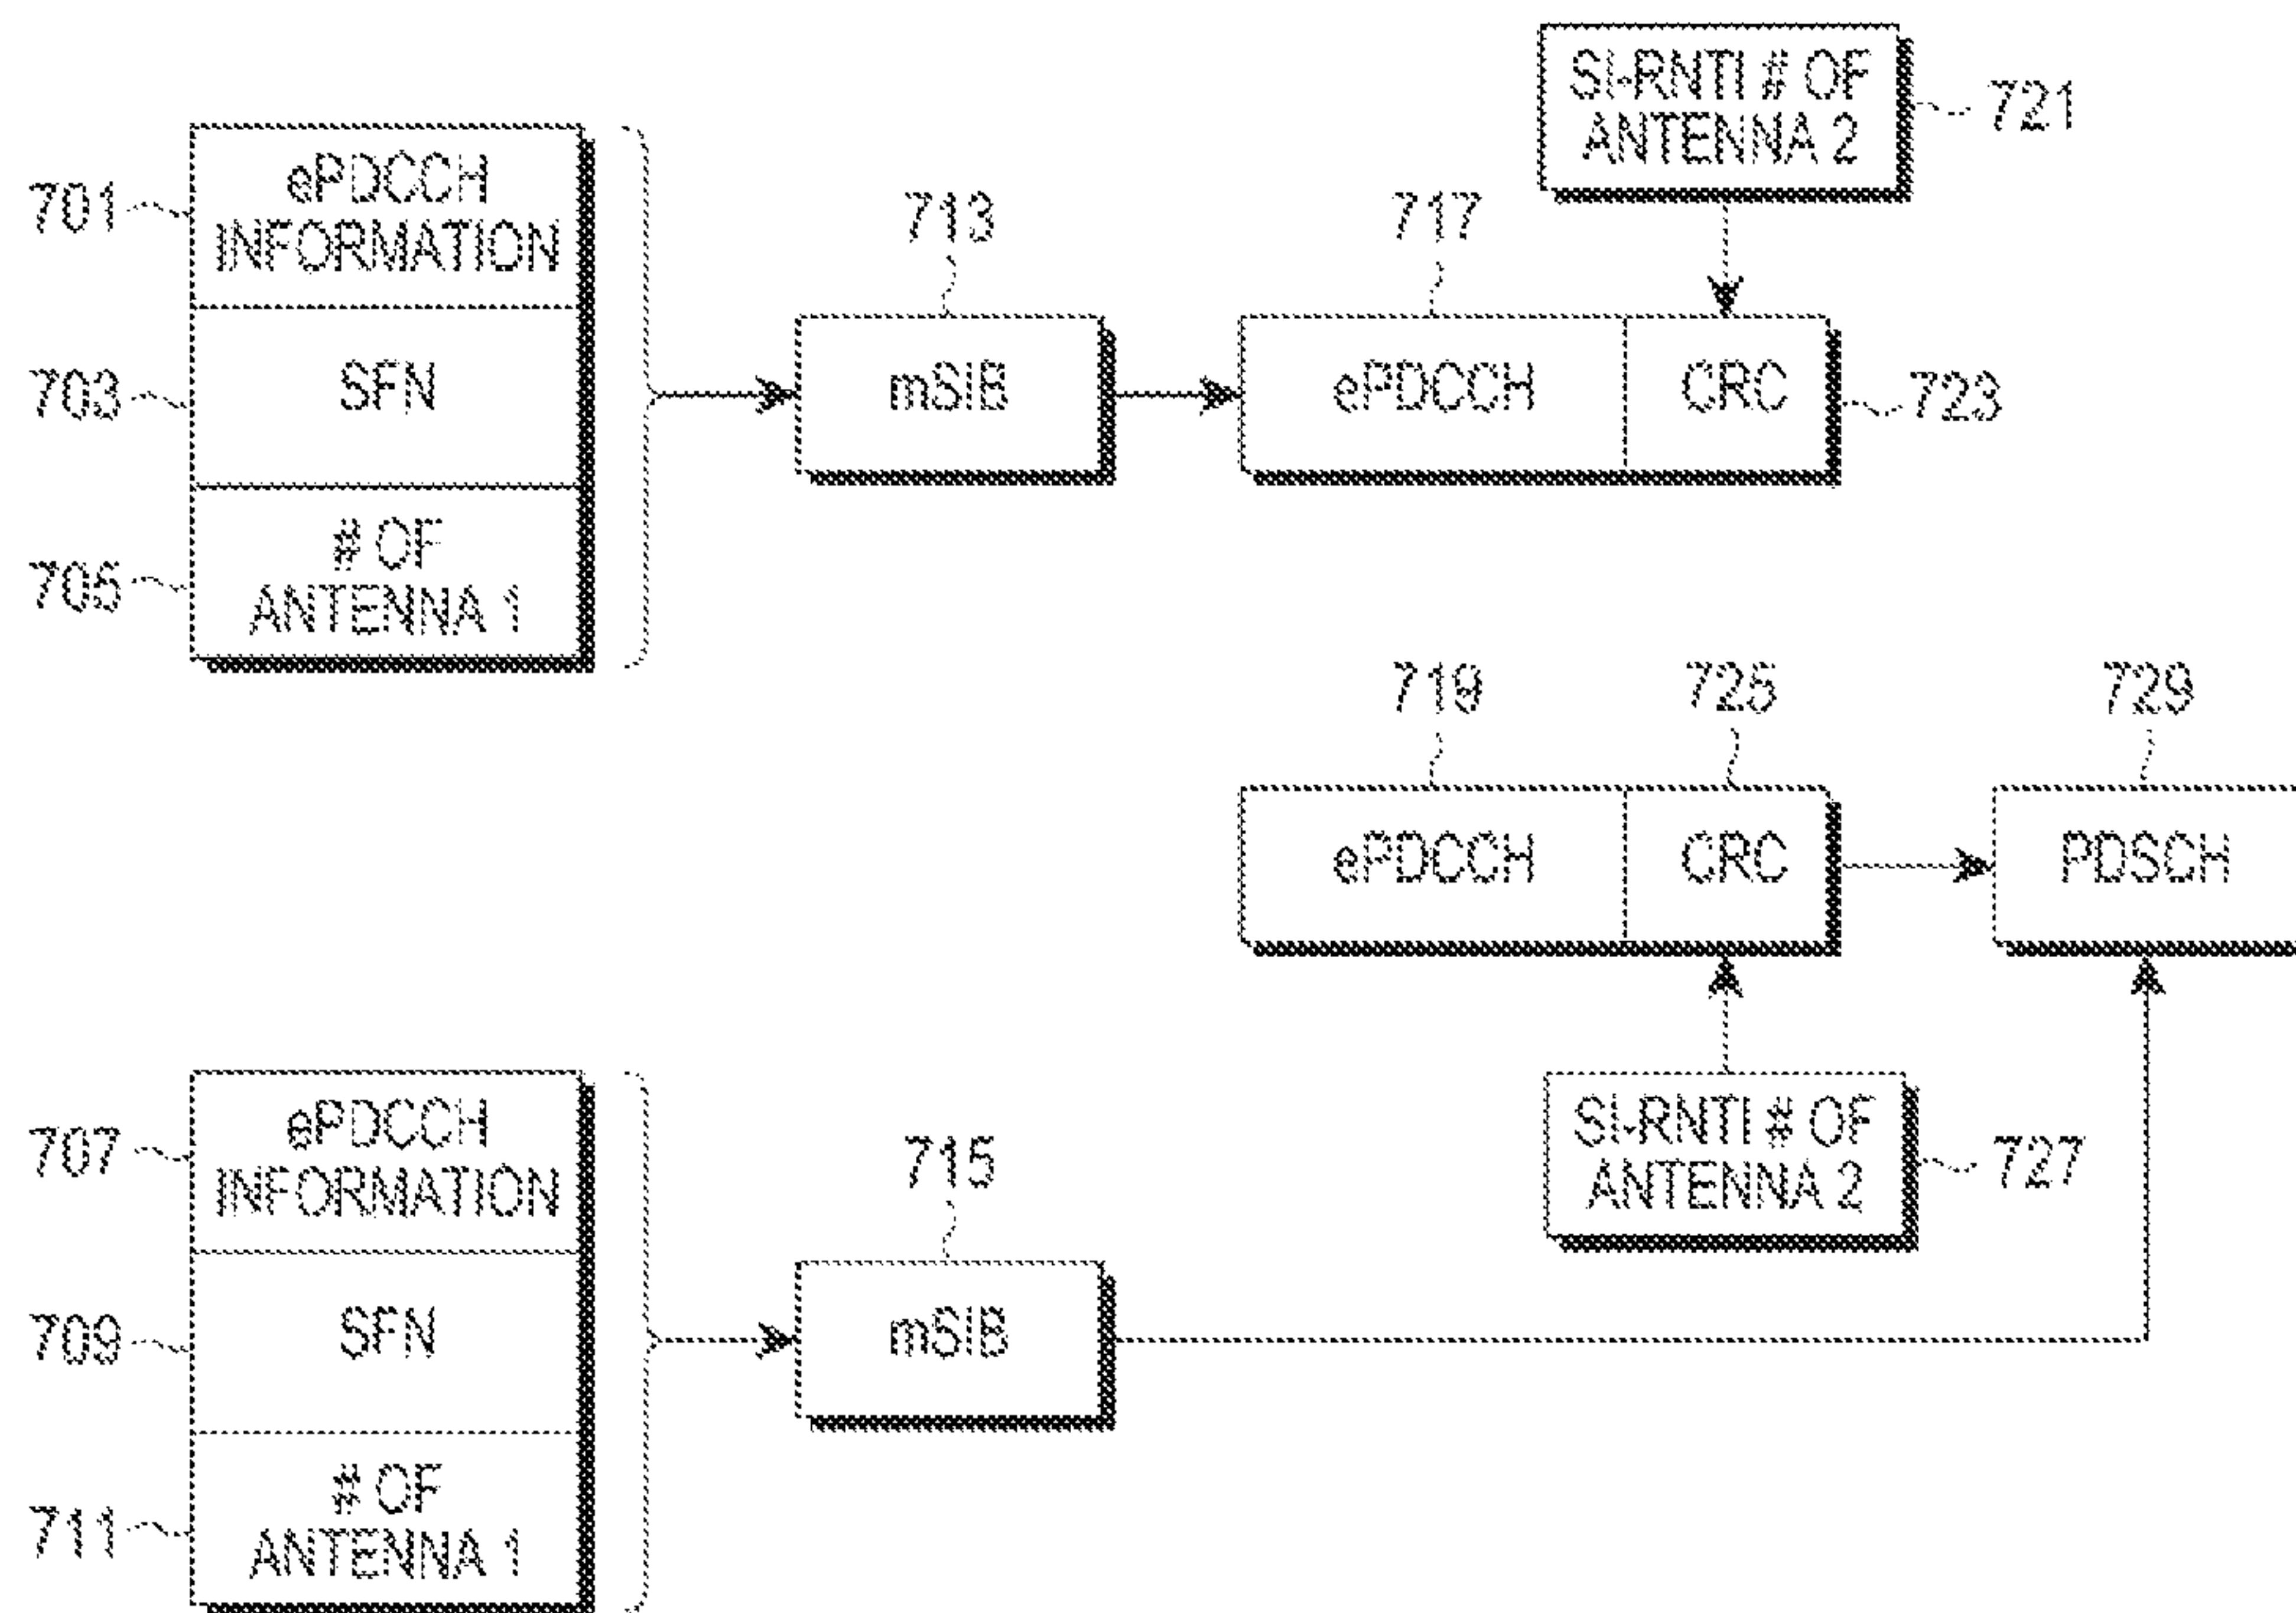 SI-RNTI # OF
ANTENNA 2
721
701
ePDCCH
INFORMATION
713
717
703
SFN
mSIB
ePDCCH
CRC
723
705
# OF
ANTENNA 1
719
725
729
ePDCCH
CRC
PDSCH
707
ePDCCH
INFORMATION
715
SI-RNTI # OF
ANTENNA 2
727
709
SFN
mSIB
711
# OF
ANTENNA 1